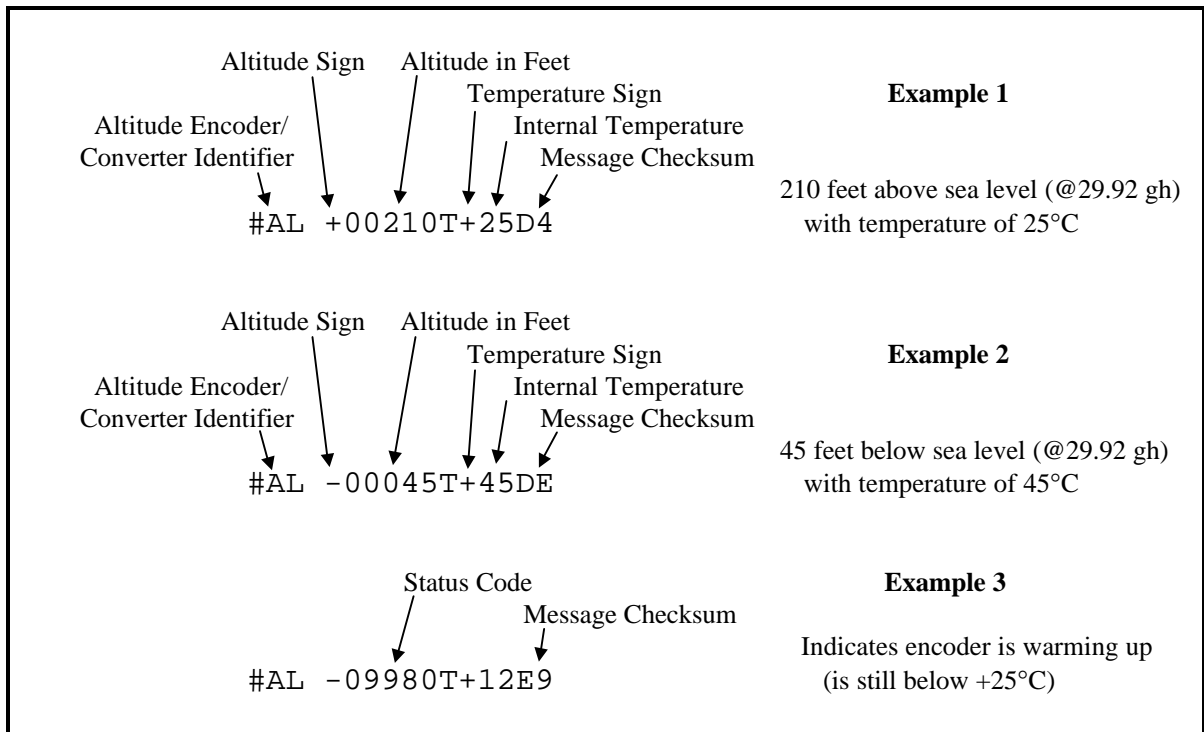 Altitude Sign Altitude in Feet
Temperature Sign Example 1
Altitude Encoder/ Internal Temperature
Converter Identifier Message Checksum
210 feet above sea level (@29.92 gh)
#AL +00210T+25D4 with temperature of 25°C
Altitude Sign Altitude in Feet
Temperature Sign Example 2
Altitude Encoder/ Internal Temperature
Converter Identifier Message Checksum
45 feet below sea level (@29.92 gh)
#AL -00045T+45DE with temperature of 45°C
Status Code Example 3
Message Checksum
Indicates encoder is warming up
#AL -09980T+12E9 (is still below +25°C)